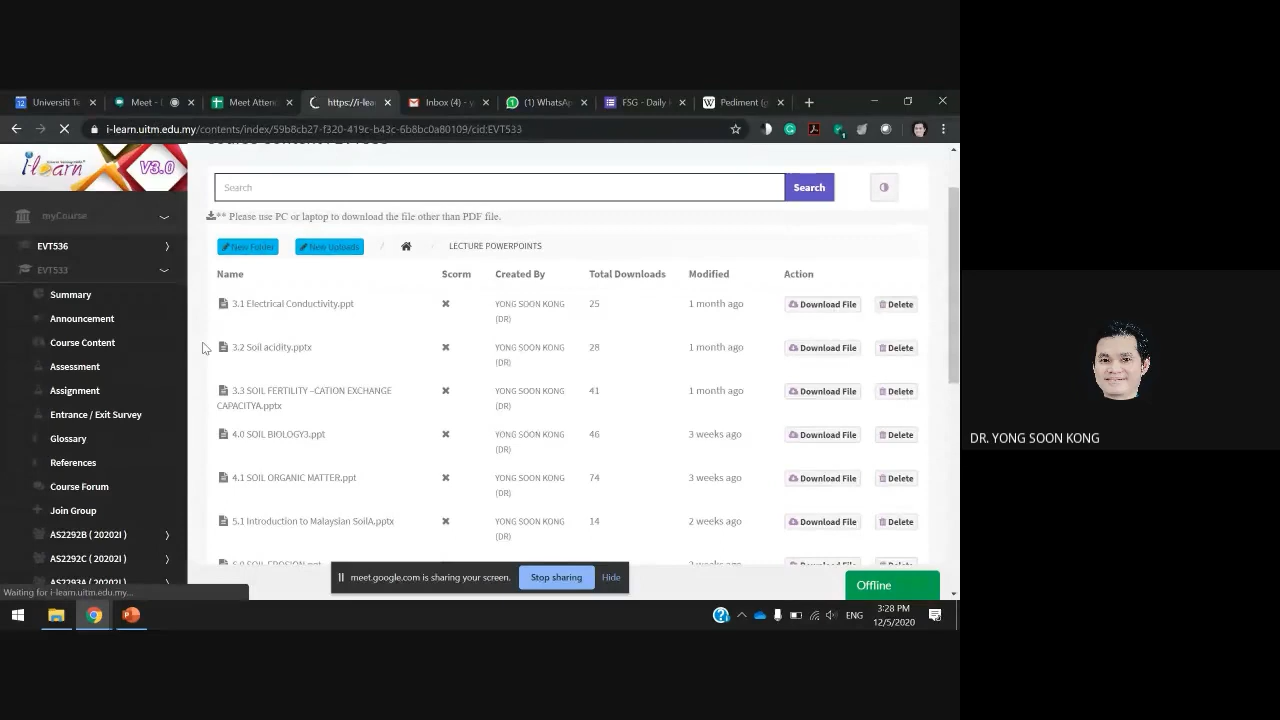 Universiti Te
Meet - (
Meet Atten
https://i-lea
Inbox (4) - y
WhatsAp
FSG - Daily
Pediment (g
i-learn.uitm.edu.my/contents/index/59b8cb27-f320-419c-b43c-6b8bc0a80109/cid:EVT533
i-learn V3.0
myCourse
EVT536
EVT533
Summary
Announcement
Course Content
Assessment
Assignment
Entrance / Exit Survey
Glossary
References
Course Forum
Join Group
AS2292B ( 20202I )
AS2292C ( 20202I )
AS2293A ( 20202I )
Search Search
** Please use PC or laptop to download the file other than PDF file.
New Folder New Uploads / / LECTURE POWERPOINTS
Name Scorm Created By Total Downloads Modified Action
3.1 Electrical Conductivity.ppt YONG SOON KONG 25 1 month ago Download File Delete
(DR)
3.2 Soil acidity.pptx YONG SOON KONG 28 1 month ago Download File Delete
(DR)
3.3 SOIL FERTILITY –CATION EXCHANGE YONG SOON KONG 41 1 month ago Download File Delete
CAPACITYA.pptx (DR)
4.0 SOIL BIOLOGY3.ppt YONG SOON KONG 46 3 weeks ago Download File Delete
(DR)
4.1 SOIL ORGANIC MATTER.ppt YONG SOON KONG 74 3 weeks ago Download File Delete
(DR)
5.1 Introduction to Malaysian SoilA.pptx YONG SOON KONG 14 2 weeks ago Download File Delete
(DR)
meet.google.com is sharing your screen. Stop sharing Hide
Offline
Waiting for i-learn.uitm.edu.my...
ENG
3:28 PM
12/5/2020
DR. YONG SOON KONG